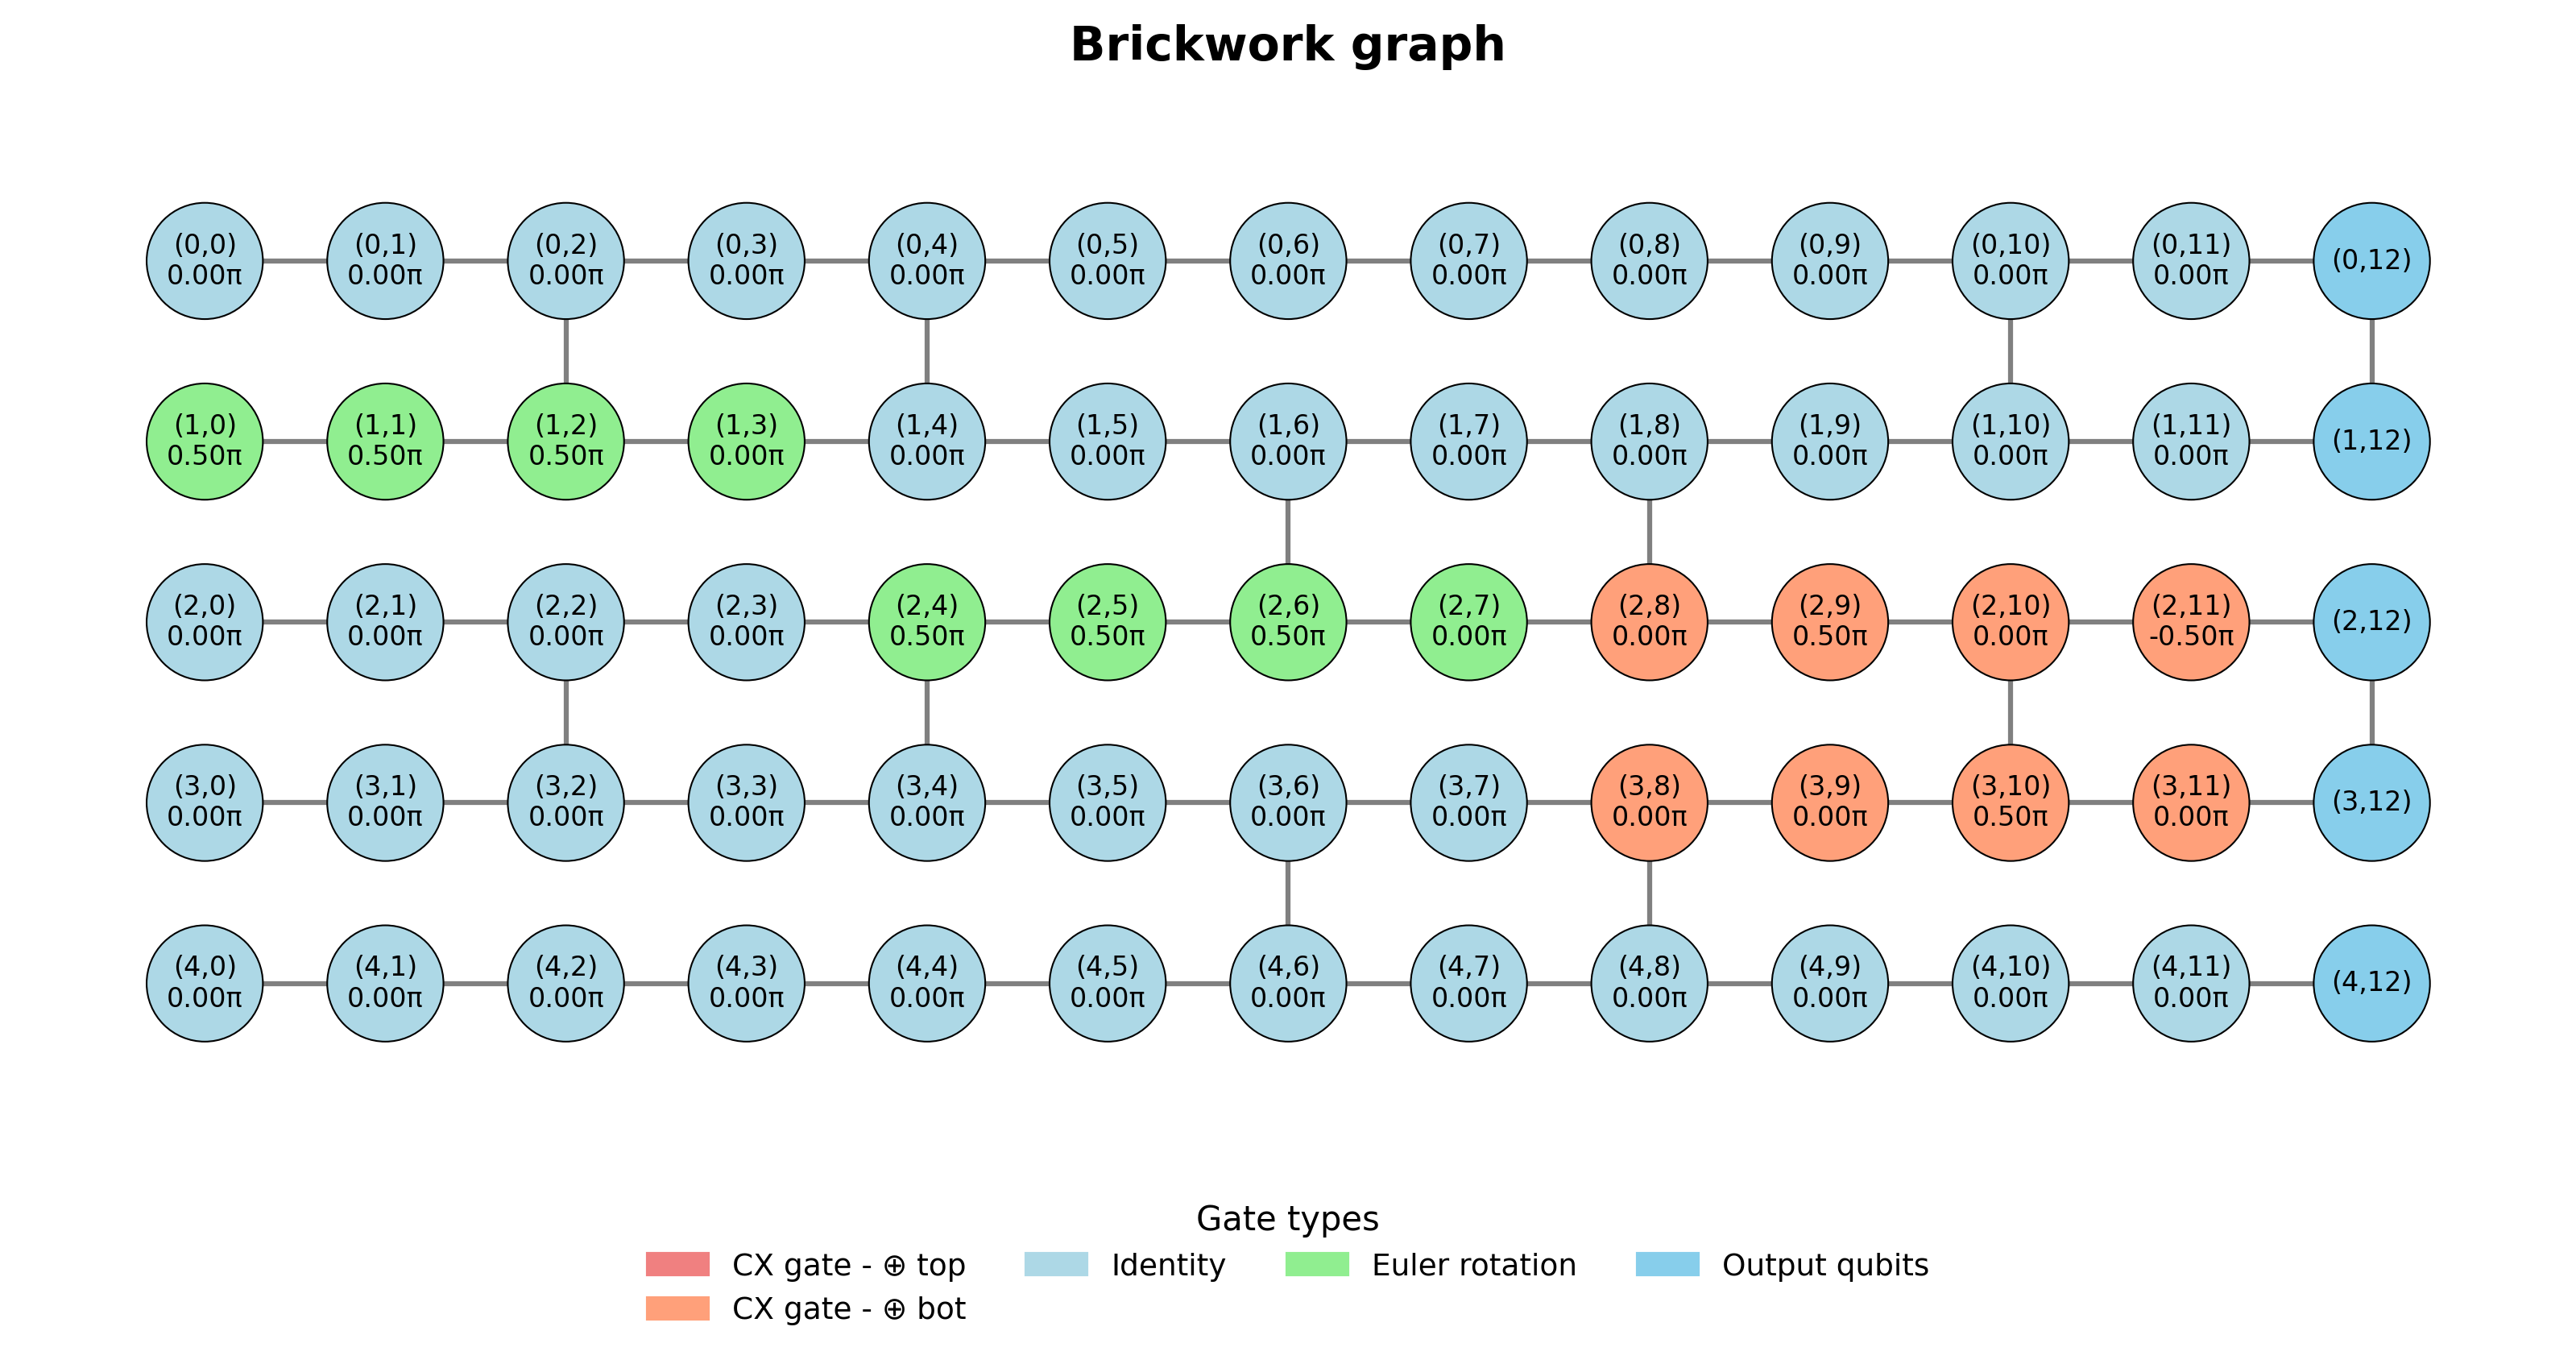 Brickwork graph
(0,0) (0,1) (0,2) (0,3) (0,4) (0,5) (0,6) (0,7) (0,8) (0,9) (0,10) (0,11) (0,12)
0.00π 0.00π 0.00π 0.00π 0.00π 0.00π 0.00π 0.00π 0.00π 0.00π 0.00π 0.00π
(1,0) (1,1) (1,2) (1,3) (1,4) (1,5) (1,6) (1,7) (1,8) (1,9) (1,10) (1,11) (1,12)
0.50π 0.50π 0.50π 0.00π 0.00π 0.00π 0.00π 0.00π 0.00π 0.00π 0.00π 0.00π
(2,0) (2,1) (2,2) (2,3) (2,4) (2,5) (2,6) (2,7) (2,8) (2,9) (2,10) (2,11) (2,12)
0.00π 0.00π 0.00π 0.00π 0.50π 0.50π 0.50π 0.00π 0.00π 0.50π 0.00π -0.50π
(3,0) (3,1) (3,2) (3,3) (3,4) (3,5) (3,6) (3,7) (3,8) (3,9) (3,10) (3,11) (3,12)
0.00π 0.00π 0.00π 0.00π 0.00π 0.00π 0.00π 0.00π 0.00π 0.00π 0.50π 0.00π
(4,0) (4,1) (4,2) (4,3) (4,4) (4,5) (4,6) (4,7) (4,8) (4,9) (4,10) (4,11) (4,12)
0.00π 0.00π 0.00π 0.00π 0.00π 0.00π 0.00π 0.00π 0.00π 0.00π 0.00π 0.00π
Gate types
CX gate - ⊕ top Identity Euler rotation Output qubits
CX gate - ⊕ bot